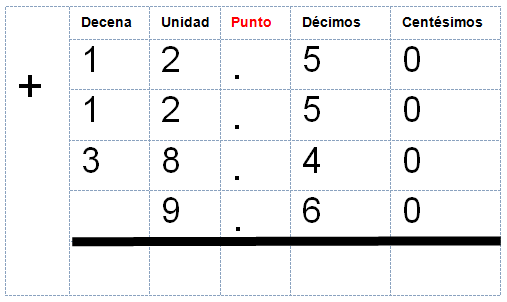 Decena Unidad Punto Décimos Centésimos
+ 1 2 . 5 0
1 2 . 5 0
3 8 . 4 0
9 . 6 0